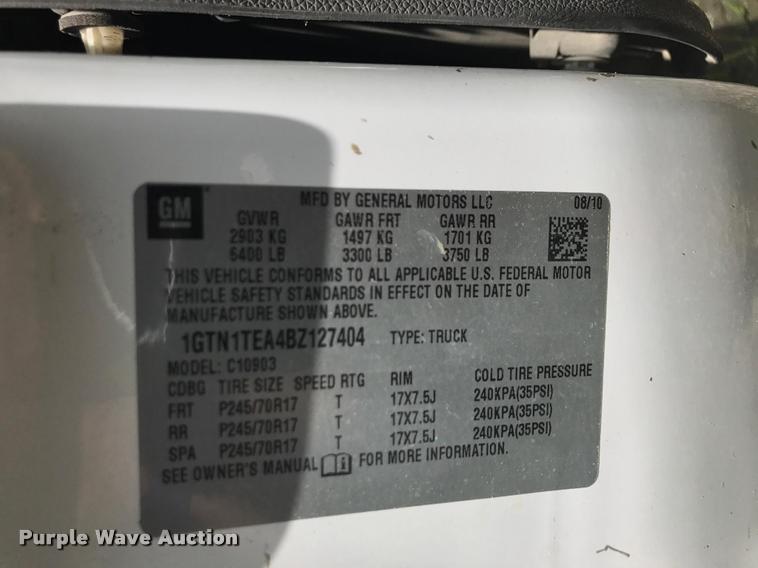 GM MFD BY GENERAL MOTORS LLC 08/10
GVWR GAWR FRT GAWR RR
2903 KG 1497 KG 1701 KG
6400 LB 3300 LB 3750 LB
THIS VEHICLE CONFORMS TO ALL APPLICABLE U.S. FEDERAL MOTOR
VEHICLE SAFETY STANDARDS IN EFFECT ON THE DATE OF
MANUFACTURE SHOWN ABOVE.
1GTN1TEA4BZ127404 TYPE: TRUCK
MODEL: C10903
CDBG TIRE SIZE SPEED RTG RIM COLD TIRE PRESSURE
FRT P245/70R17 T 17X7.5J 240KPA(35PSI)
RR P245/70R17 T 17X7.5J 240KPA(35PSI)
SPA P245/70R17 T 17X7.5J 240KPA(35PSI)
SEE OWNER'S MANUAL FOR MORE INFORMATION.
Purple Wave Auction